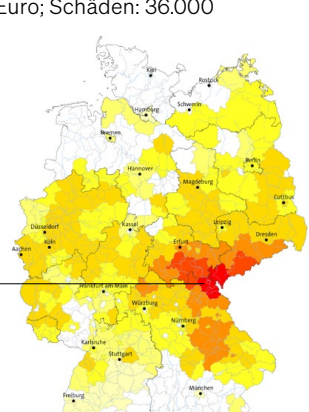 Euro; Schäden: 36.000
Kiel
Rostock
Hamburg
Schwerin
Bremen
Berlin
Hannover
Magdeburg
Cottbus
Düsseldorf
Kassel
Leipzig
Dresden
Köln
Aachen
Erfurt
Frankfurt am Main
Würzburg
Nürnberg
Karlsruhe
Stuttgart
München
Freiburg